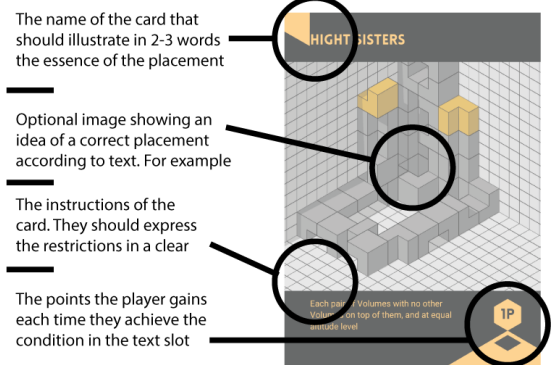 The name of the card that
should illustrate in 2-3 words
the essence of the placement
HIGHT SISTERS
Optional image showing an
idea of a correct placement
according to text. For example
The instructions of the
card. They should express
the restrictions in a clear
The points the player gains
each time they achieve the
condition in the text slot
Each pair of Volumes with no other
Volumes on top of them, and at equal
altitude level
1P